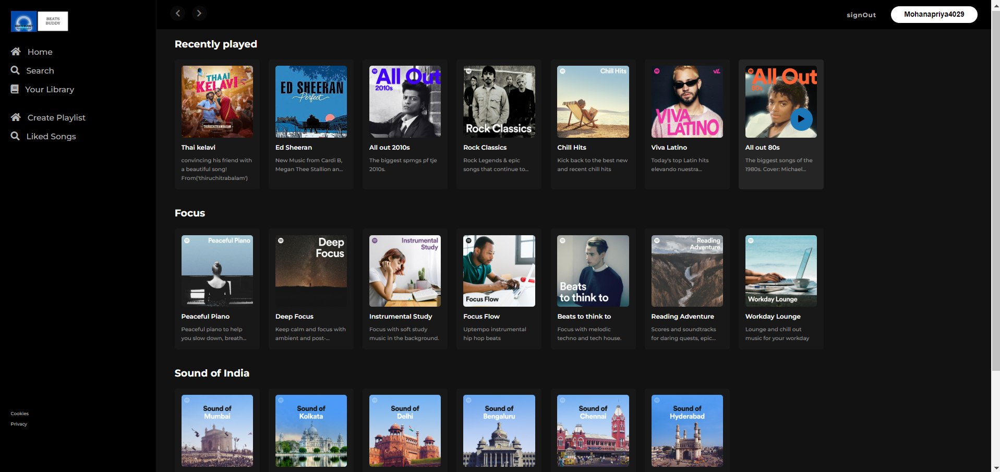 BEATS BUDDY
BEATS
BUDDY
Home
Search
Your Library
Create Playlist
Liked Songs
Cookies
Privacy
signOut
Mohanapriya4029
Recently played
THAAI
KELAVI
THIRUCHITRAMBALAM
Thai kelavi
convincing his friend with
a beautiful song!
From('thiruchitrabalam')
ED SHEERAN
Perfect
Ed Sheeran
New Music from Cardi B,
Megan Thee Stallion an...
All Out
2010s
All out 2010s
The biggest spmgs pf tje
2010s.
Rock Classics
Rock Classics
Rock Legends & epic
songs that continue to...
Chill Hits
Chill Hits
Kick back to the best new
and recent chill hits
VL
VIVA
LATINO
Viva Latino
Today's top Latin hits
elevando nuestra...
All Out
80s
All out 80s
The biggest songs of the
1980s. Cover: Michael...
Focus
Peaceful Piano
Peaceful Piano
Peaceful piano to help
you slow down, breath...
Deep
Focus
Deep Focus
Keep calm and focus with
ambient and post-...
Instrumental
Study
Instrumental Study
Focus with soft study
music in the background.
Focus Flow
Focus Flow
Uptempo instrumental
hip hop beats
Beats
to think to
Beats to think to
Focus with melodic
techno and tech house.
Reading
Adventure
Reading Adventure
Scores and soundtracks
for daring quests, epic...
Workday Lounge
Workday Lounge
Lounge and chill out
music for your workday
Sound of India
Sound of
Mumbai
Sound of
Kolkata
Sound of
Delhi
Sound of
Bengaluru
Sound of
Chennai
Sound of
Hyderabad